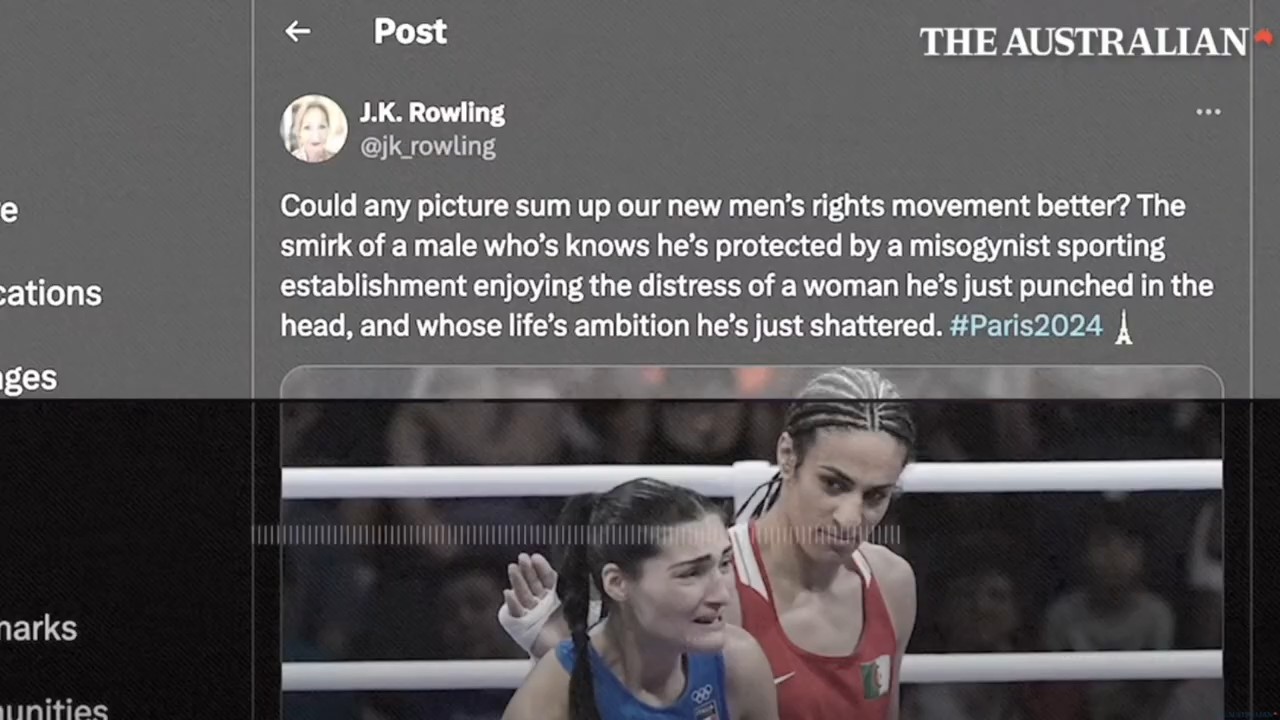 Post
THE AUSTRALIAN
J.K. Rowling
@jk_rowling
Could any picture sum up our new men's rights movement better? The
smirk of a male who's knows he's protected by a misogynist sporting
establishment enjoying the distress of a woman he's just punched in the
head, and whose life's ambition he's just shattered. #Paris2024
e
cations
ges
marks
unities